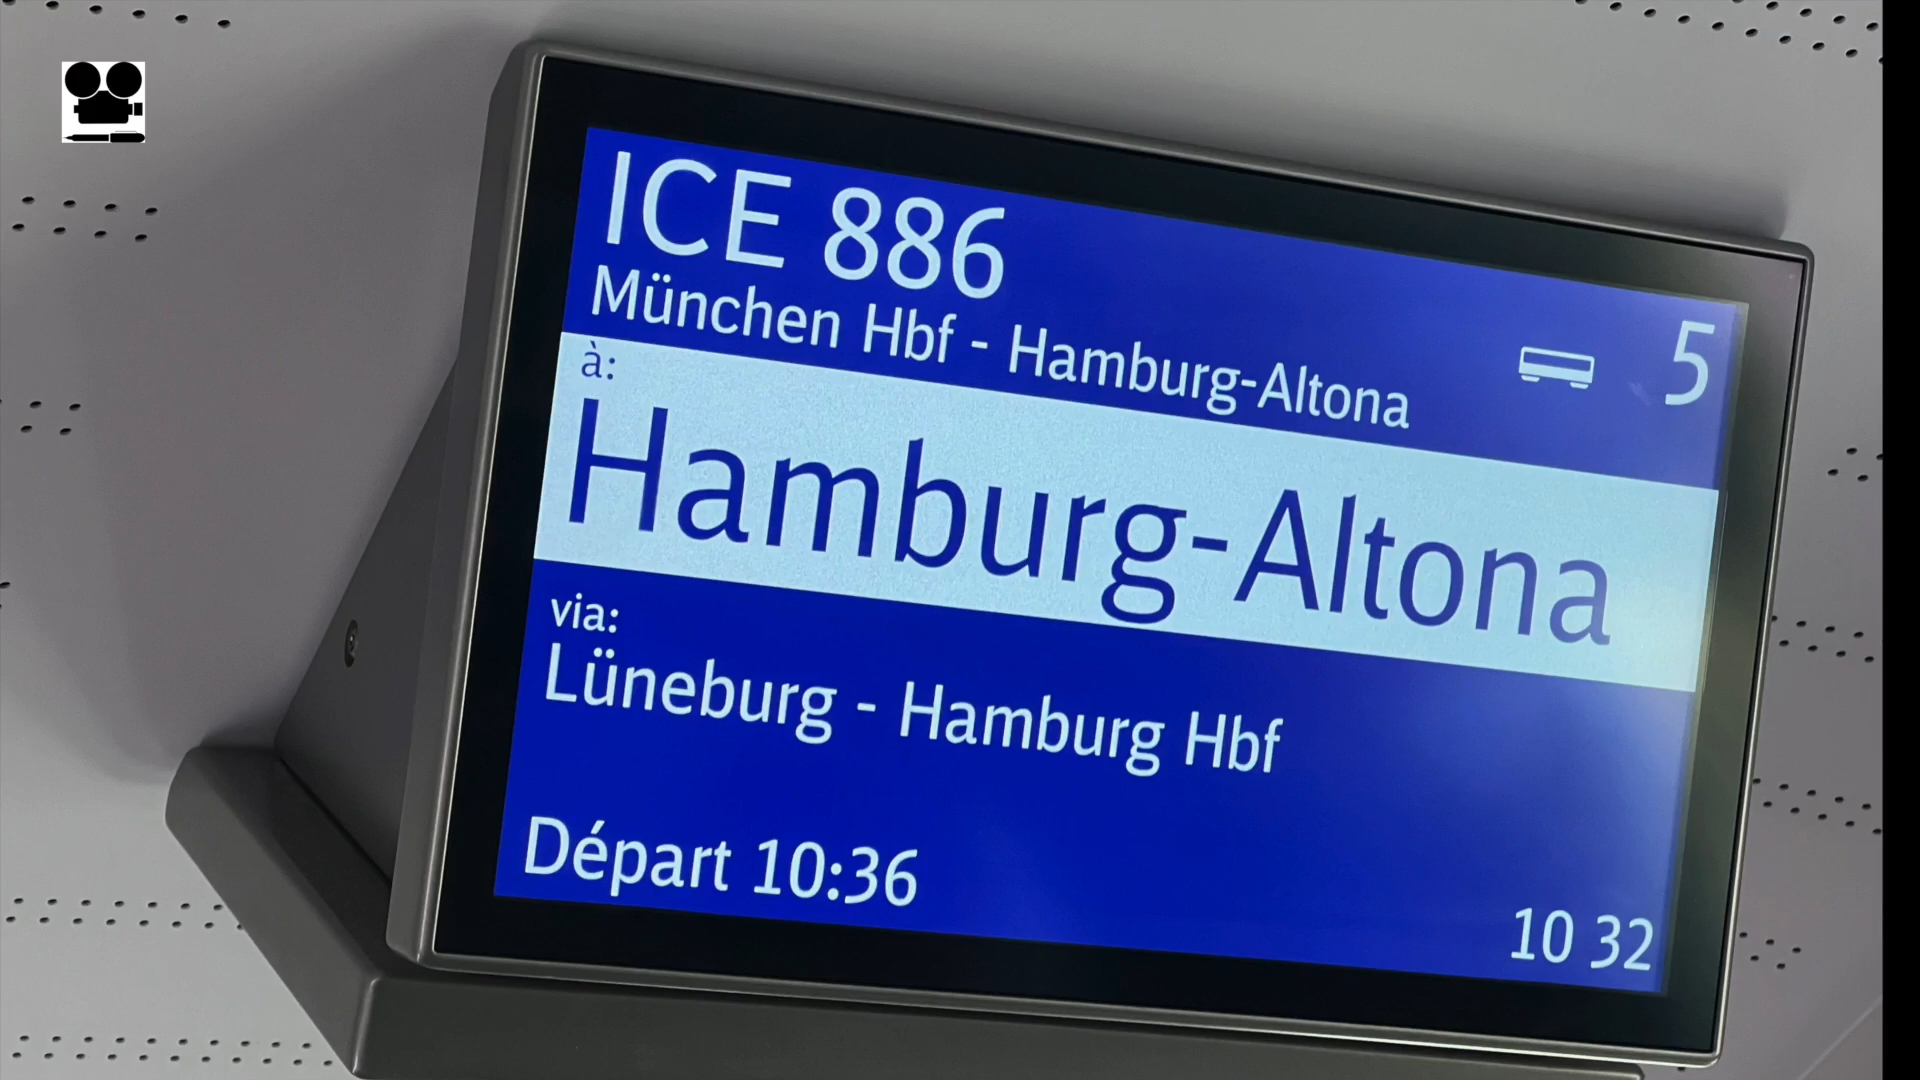 ICE 886
München Hbf - Hamburg-Altona
5
à:
Hamburg-Altona
via:
Lüneburg - Hamburg Hbf
Départ 10:36
10 32